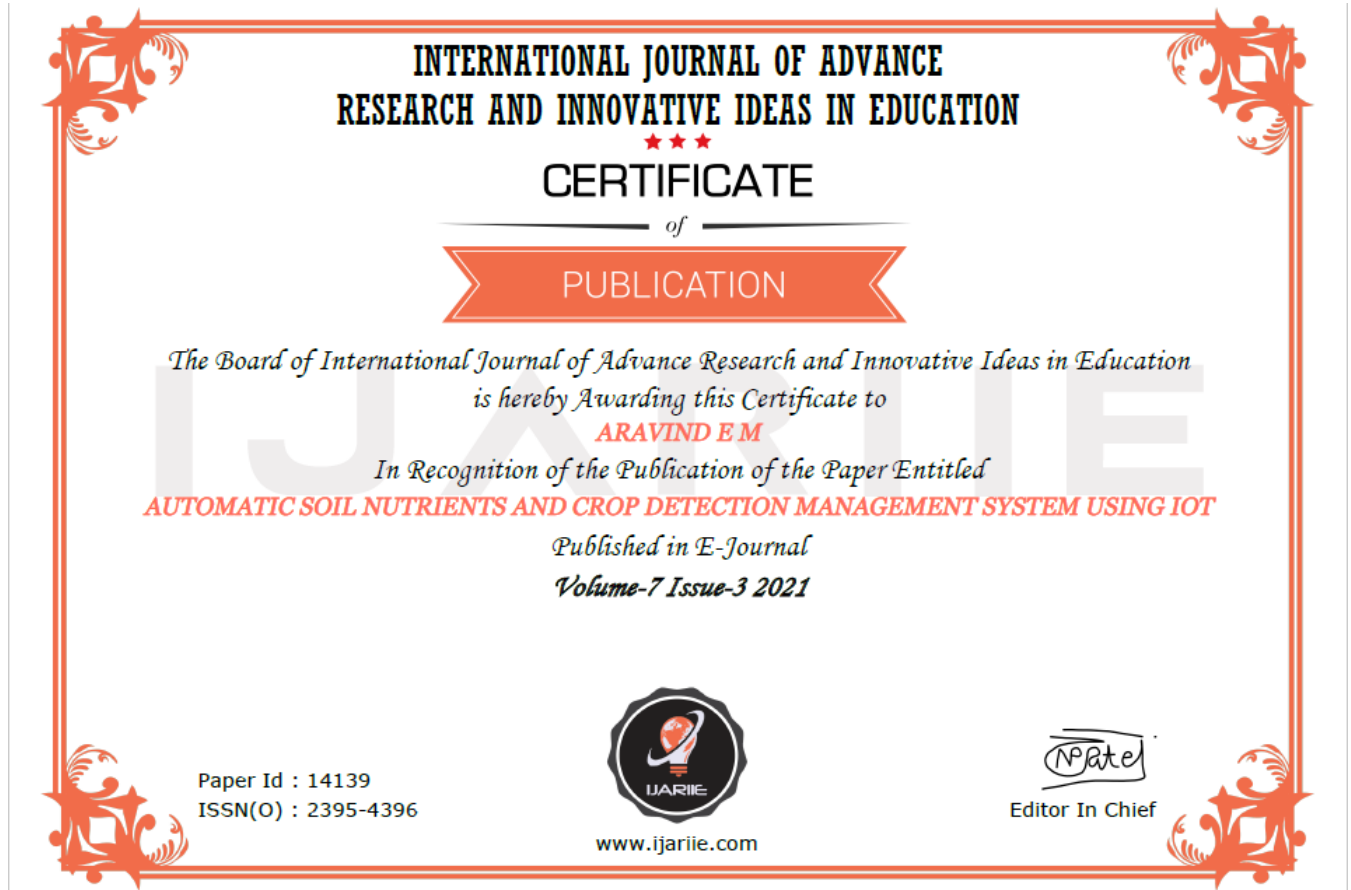 INTERNATIONAL JOURNAL OF ADVANCE
RESEARCH AND INNOVATIVE IDEAS IN EDUCATION
CERTIFICATE
of
PUBLICATION
The Board of International Journal of Advance Research and Innovative Ideas in Education
is hereby Awarding this Certificate to
ARAVIND E M
In Recognition of the Publication of the Paper Entitled
AUTOMATIC SOIL NUTRIENTS AND CROP DETECTION MANAGEMENT SYSTEM USING IOT
Published in E-Journal
Volume-7 Issue-3 2021
IJARIIE
Paper Id : 14139
ISSN(O) : 2395-4396
IJARIIE
www.ijariie.com
Editor In Chief